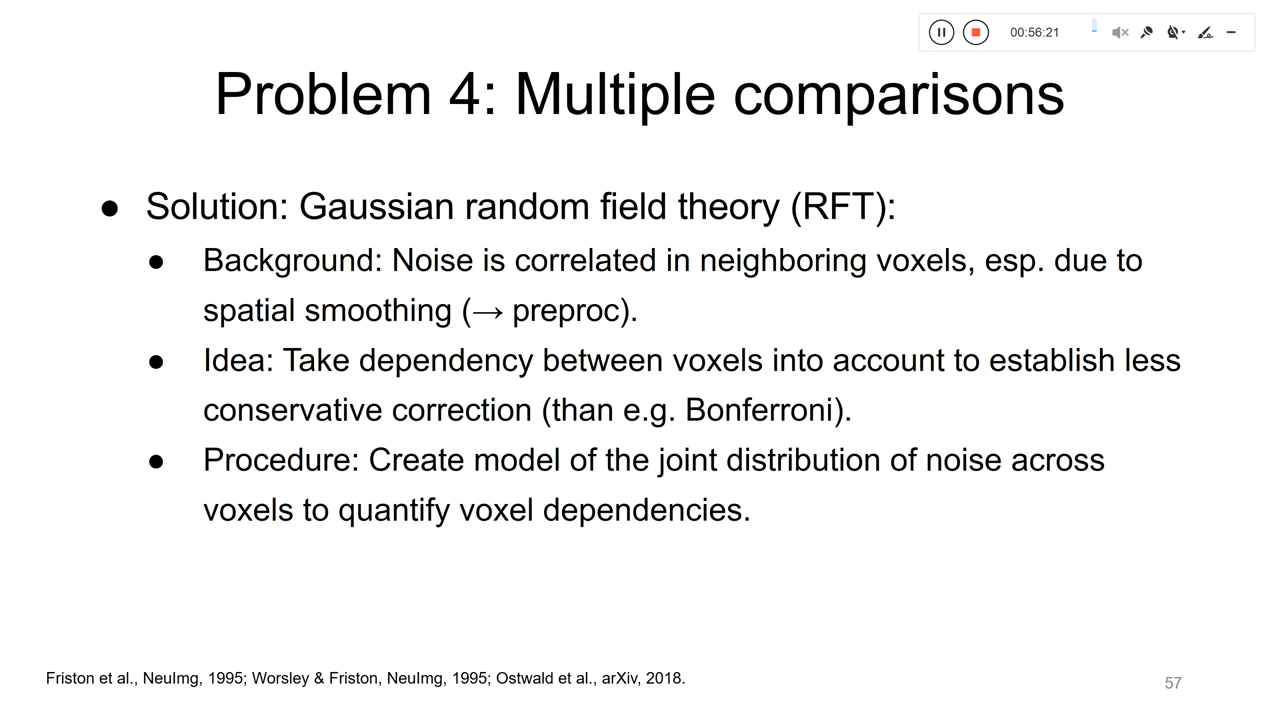 00:56:21
Problem 4: Multiple comparisons
● Solution: Gaussian random field theory (RFT):
● Background: Noise is correlated in neighboring voxels, esp. due to
spatial smoothing (→ preproc).
● Idea: Take dependency between voxels into account to establish less
conservative correction (than e.g. Bonferroni).
● Procedure: Create model of the joint distribution of noise across
voxels to quantify voxel dependencies.
Friston et al., NeuImg, 1995; Worsley & Friston, NeuImg, 1995; Ostwald et al., arXiv, 2018.
57